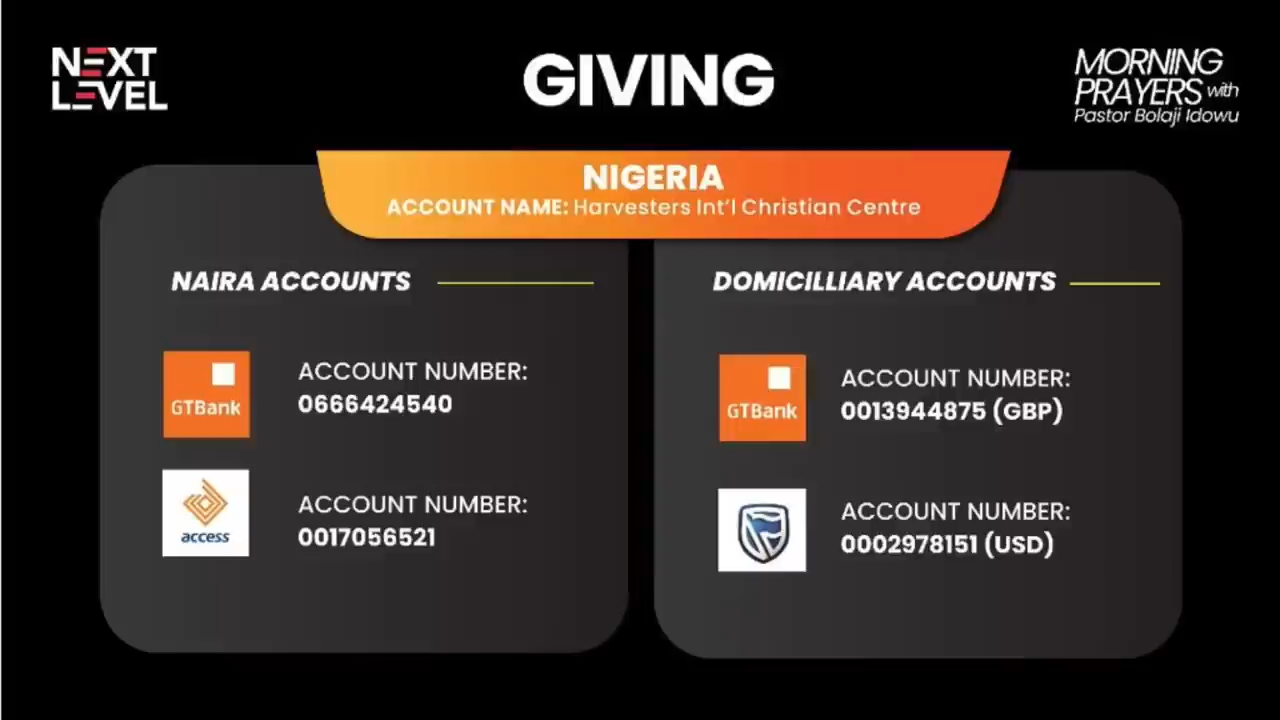 NEXT
LEVEL
GIVING
MORNING
PRAYERS with
Pastor Bolaji Idowu
NIGERIA
ACCOUNT NAME: Harvesters Int'l Christian Centre
NAIRA ACCOUNTS
GTBank
ACCOUNT NUMBER:
0666424540
access
ACCOUNT NUMBER:
0017056521
DOMICILLIARY ACCOUNTS
GTBank
ACCOUNT NUMBER:
0013944875 (GBP)
ACCOUNT NUMBER:
0002978151 (USD)